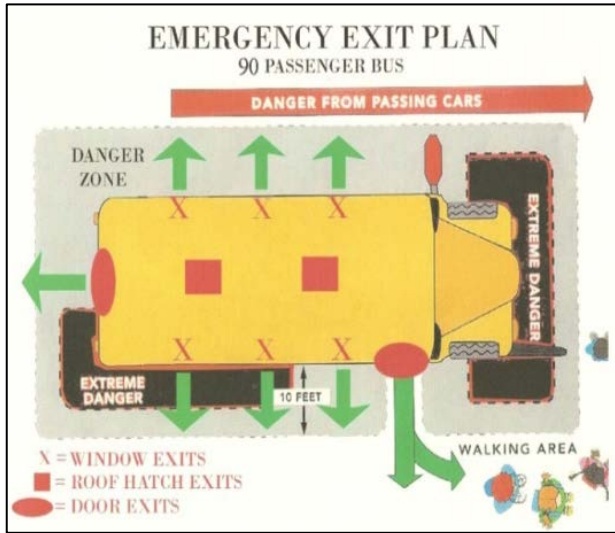 EMERGENCY EXIT PLAN
90 PASSENGER BUS
DANGER FROM PASSING CARS
DANGER
ZONE
X X X
EXTREME DANGER
X X X
EXTREME
DANGER
10 FEET
WALKING AREA
X = WINDOW EXITS
= ROOF HATCH EXITS
= DOOR EXITS